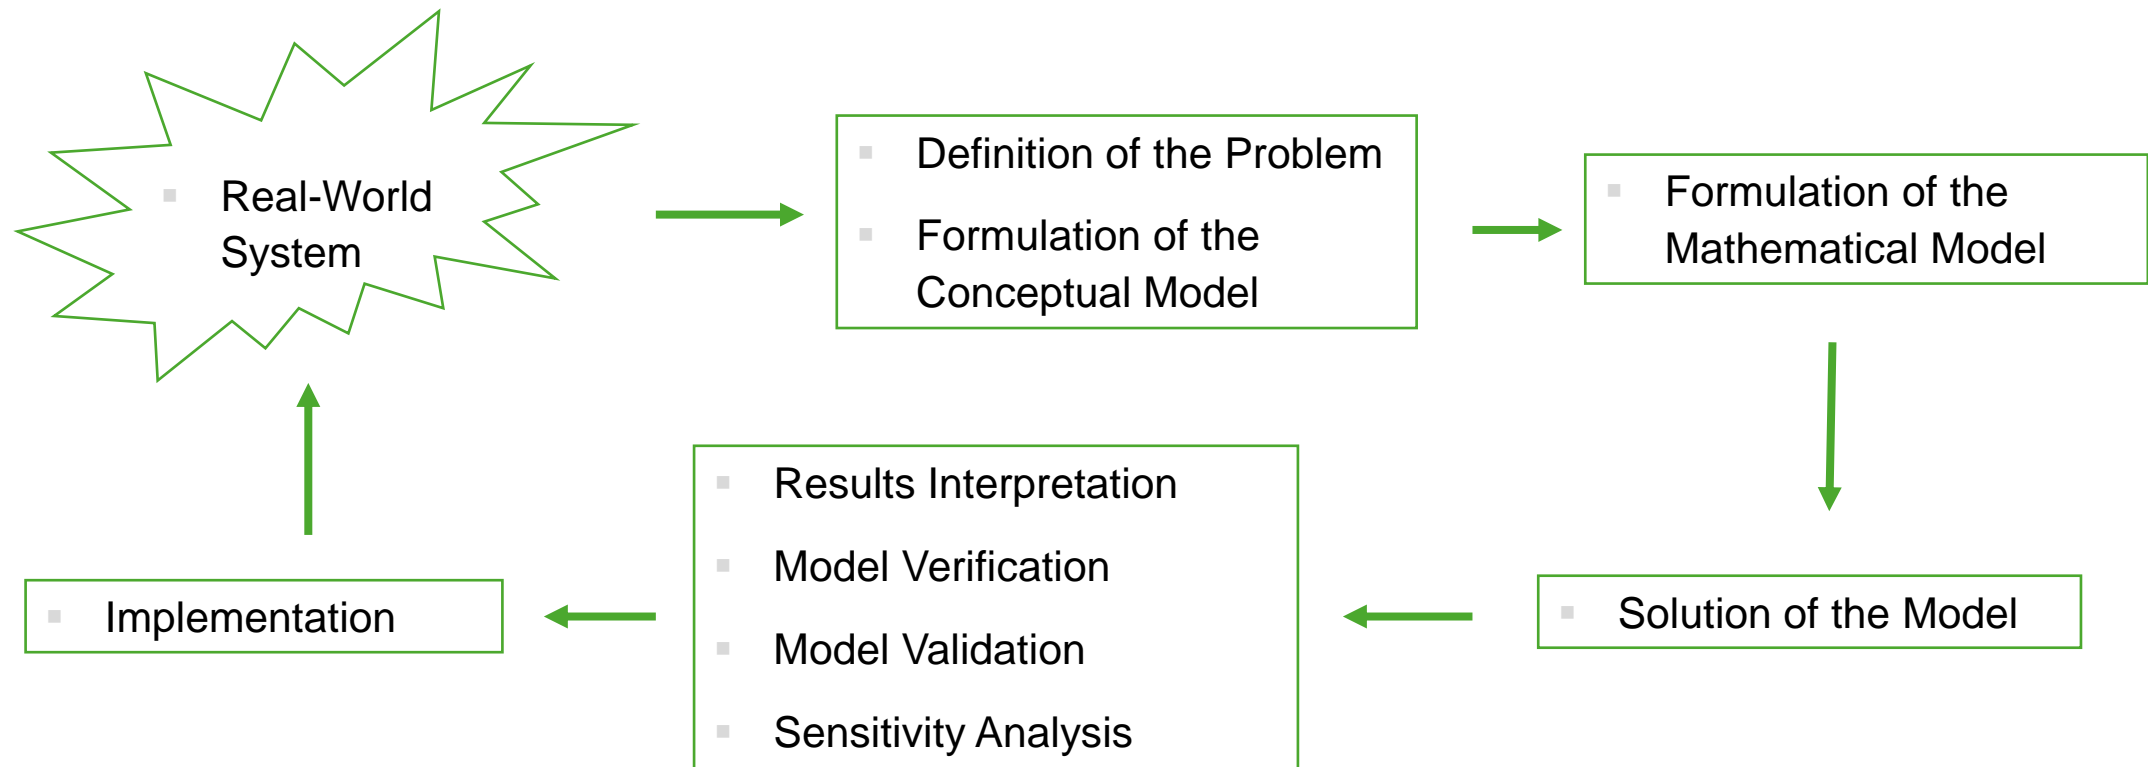 Real-World
System
Definition of the Problem
Formulation of the
Conceptual Model
Formulation of the
Mathematical Model
Solution of the Model
Results Interpretation
Model Verification
Model Validation
Sensitivity Analysis
Implementation